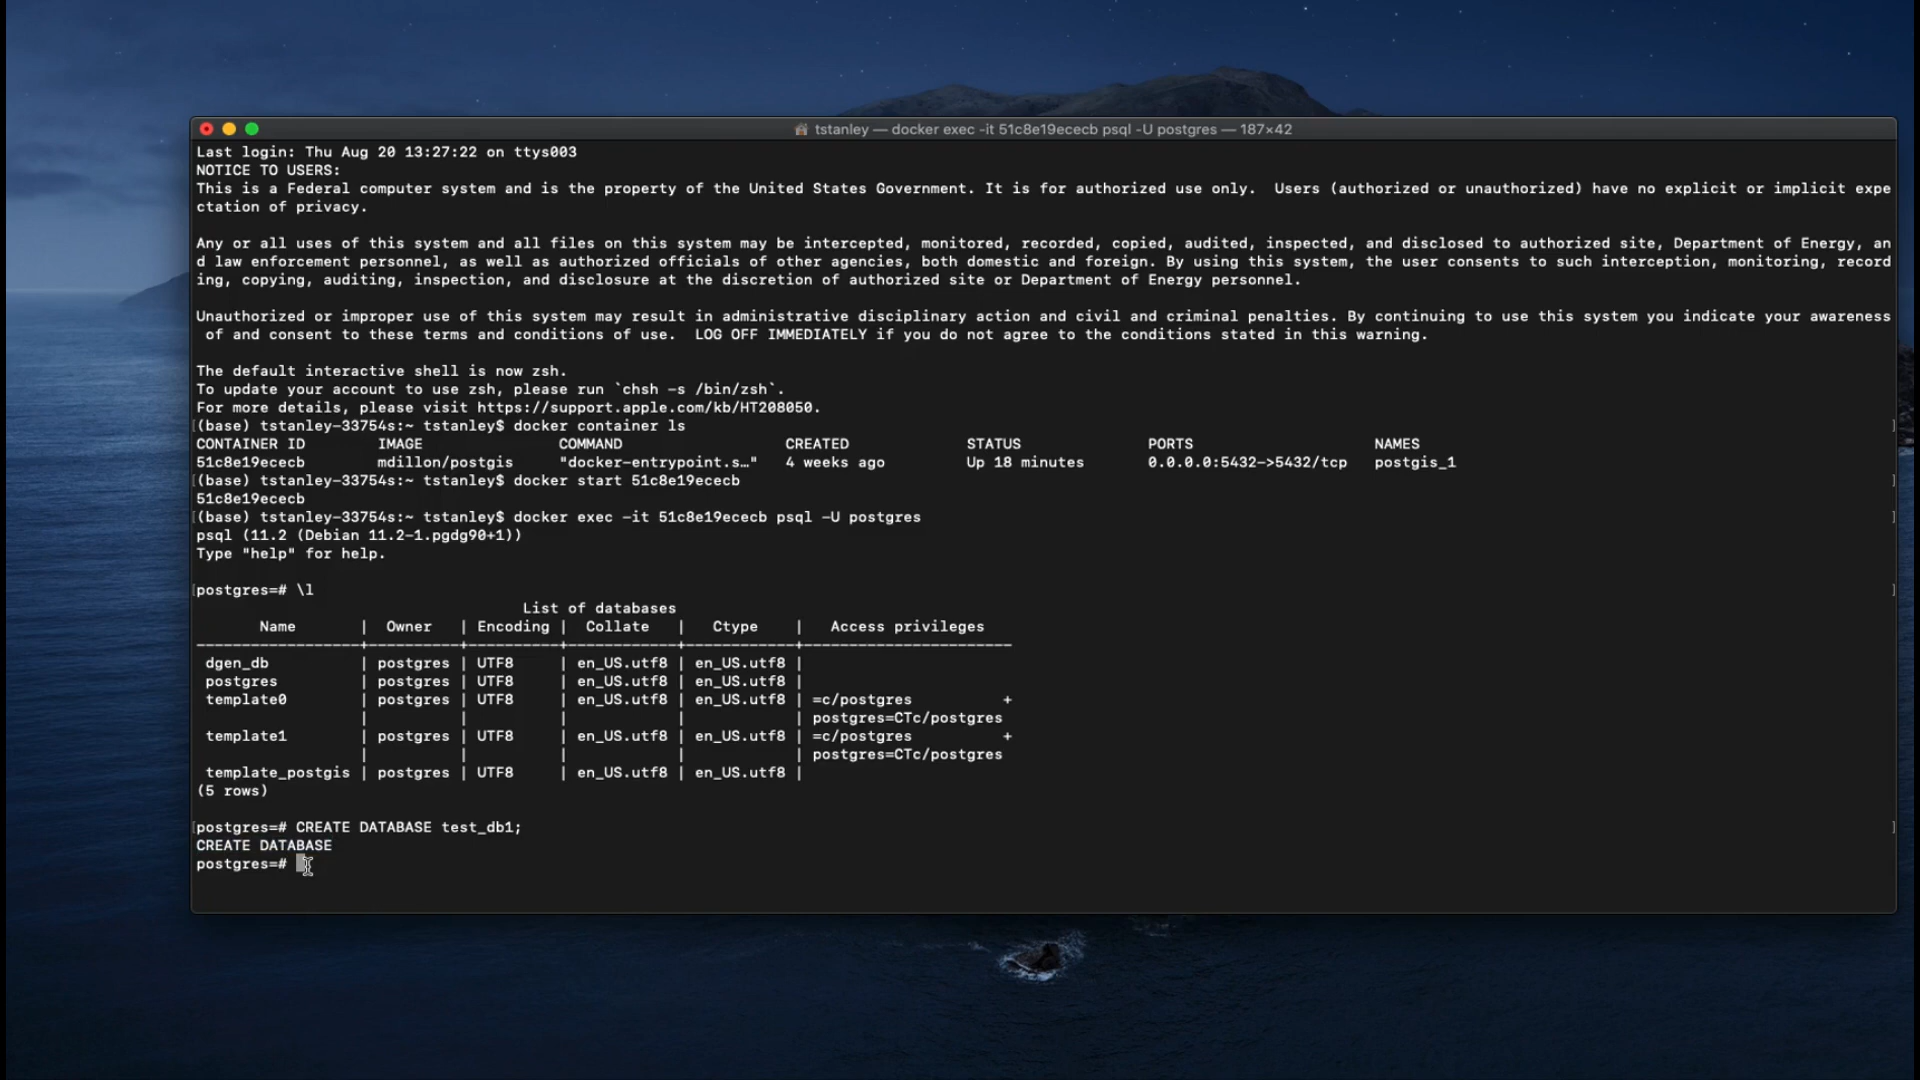 tstanley — docker exec -it 51c8e19ececb psql -U postgres — 187×42
Last login: Thu Aug 20 13:27:22 on ttys003
NOTICE TO USERS:
This is a Federal computer system and is the property of the United States Government. It is for authorized use only.  Users (authorized or unauthorized) have no explicit or implicit expe
ctation of privacy.
Any or all uses of this system and all files on this system may be intercepted, monitored, recorded, copied, audited, inspected, and disclosed to authorized site, Department of Energy, an
d law enforcement personnel, as well as authorized officials of other agencies, both domestic and foreign. By using this system, the user consents to such interception, monitoring, record
ing, copying, auditing, inspection, and disclosure at the discretion of authorized site or Department of Energy personnel.
Unauthorized or improper use of this system may result in administrative disciplinary action and civil and criminal penalties. By continuing to use this system you indicate your awareness
 of and consent to these terms and conditions of use.  LOG OFF IMMEDIATELY if you do not agree to the conditions stated in this warning.
The default interactive shell is now zsh.
To update your account to use zsh, please run `chsh -s /bin/zsh`.
For more details, please visit https://support.apple.com/kb/HT208050.
[(base) tstanley-33754s:~ tstanley$ docker container ls ]
CONTAINER ID        IMAGE               COMMAND                  CREATED             STATUS              PORTS                    NAMES
51c8e19ececb        mdillon/postgis     "docker-entrypoint.s…"   4 weeks ago         Up 18 minutes       0.0.0.0:5432->5432/tcp   postgis_1
[(base) tstanley-33754s:~ tstanley$ docker start 51c8e19ececb ]
51c8e19ececb
[(base) tstanley-33754s:~ tstanley$ docker exec -it 51c8e19ececb psql -U postgres ]
psql (11.2 (Debian 11.2-1.pgdg90+1))
Type "help" for help.
[postgres=# \l ]
                                    List of databases
       Name       |  Owner   | Encoding |  Collate   |   Ctype    |   Access privileges
------------------+----------+----------+------------+------------+-----------------------
 dgen_db          | postgres | UTF8     | en_US.utf8 | en_US.utf8 |
 postgres         | postgres | UTF8     | en_US.utf8 | en_US.utf8 |
 template0        | postgres | UTF8     | en_US.utf8 | en_US.utf8 | =c/postgres          +
                  |          |          |            |            | postgres=CTc/postgres
 template1        | postgres | UTF8     | en_US.utf8 | en_US.utf8 | =c/postgres          +
                  |          |          |            |            | postgres=CTc/postgres
 template_postgis | postgres | UTF8     | en_US.utf8 | en_US.utf8 |
(5 rows)
[postgres=# CREATE DATABASE test_db1; ]
CREATE DATABASE
postgres=#